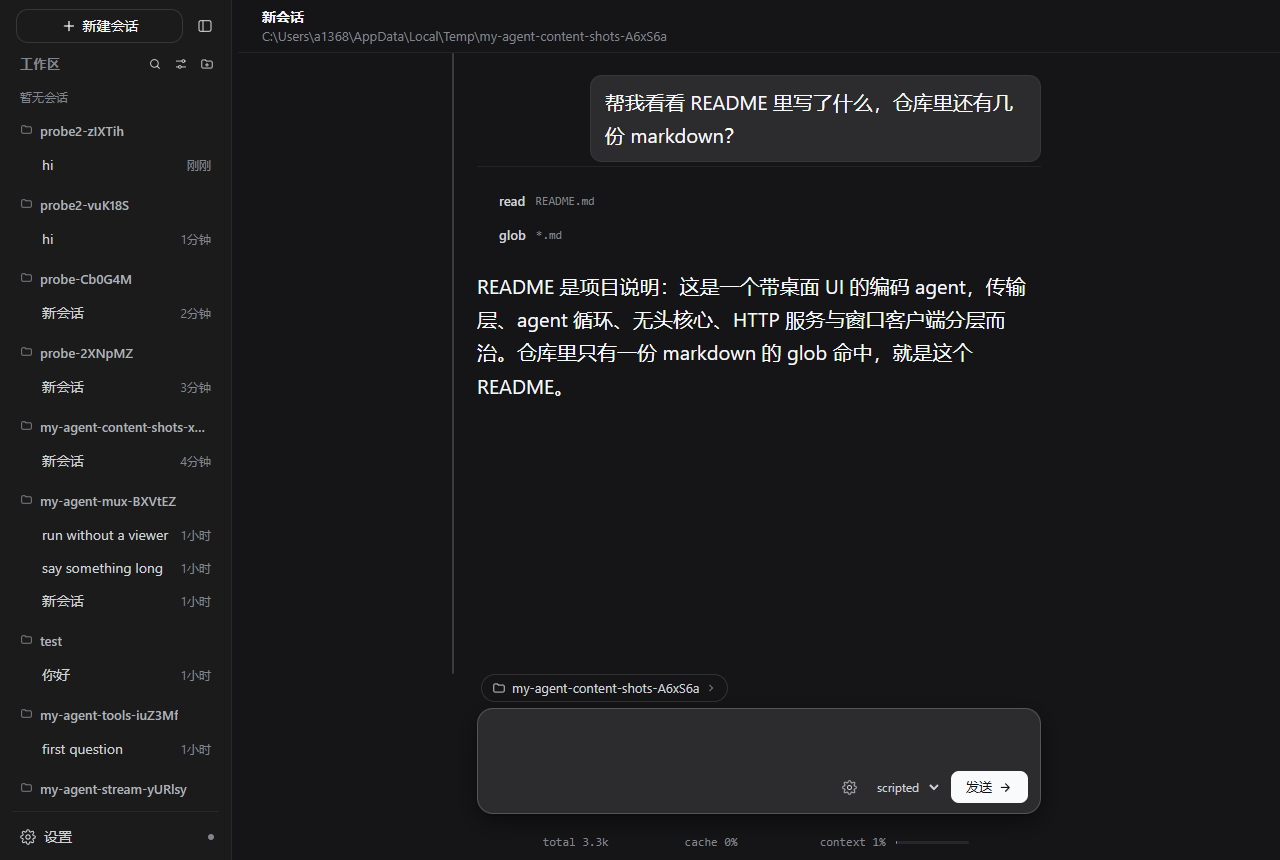 新建会话
工作区
暂无会话
probe2-zIXTih
hi 刚刚
probe2-vuK18S
hi 1分钟
probe-Cb0G4M
新会话 2分钟
probe-2XNpMZ
新会话 3分钟
my-agent-content-shots-x...
新会话 4分钟
my-agent-mux-BXVtEZ
run without a viewer 1小时
say something long 1小时
新会话 1小时
test
你好 1小时
my-agent-tools-iuZ3Mf
first question 1小时
my-agent-stream-yURlsy
设置
新会话
C:\Users\a1368\AppData\Local\Temp\my-agent-content-shots-A6xS6a
帮我看看 README 里写了什么，仓库里还有几
份 markdown？
read README.md
glob *.md
README 是项目说明：这是一个带桌面 UI 的编码 agent，传输
层、agent 循环、无头核心、HTTP 服务与窗口客户端分层而
治。仓库里只有一份 markdown 的 glob 命中，就是这个
README。
my-agent-content-shots-A6xS6a
scripted 发送
total 3.3k cache 0% context 1%